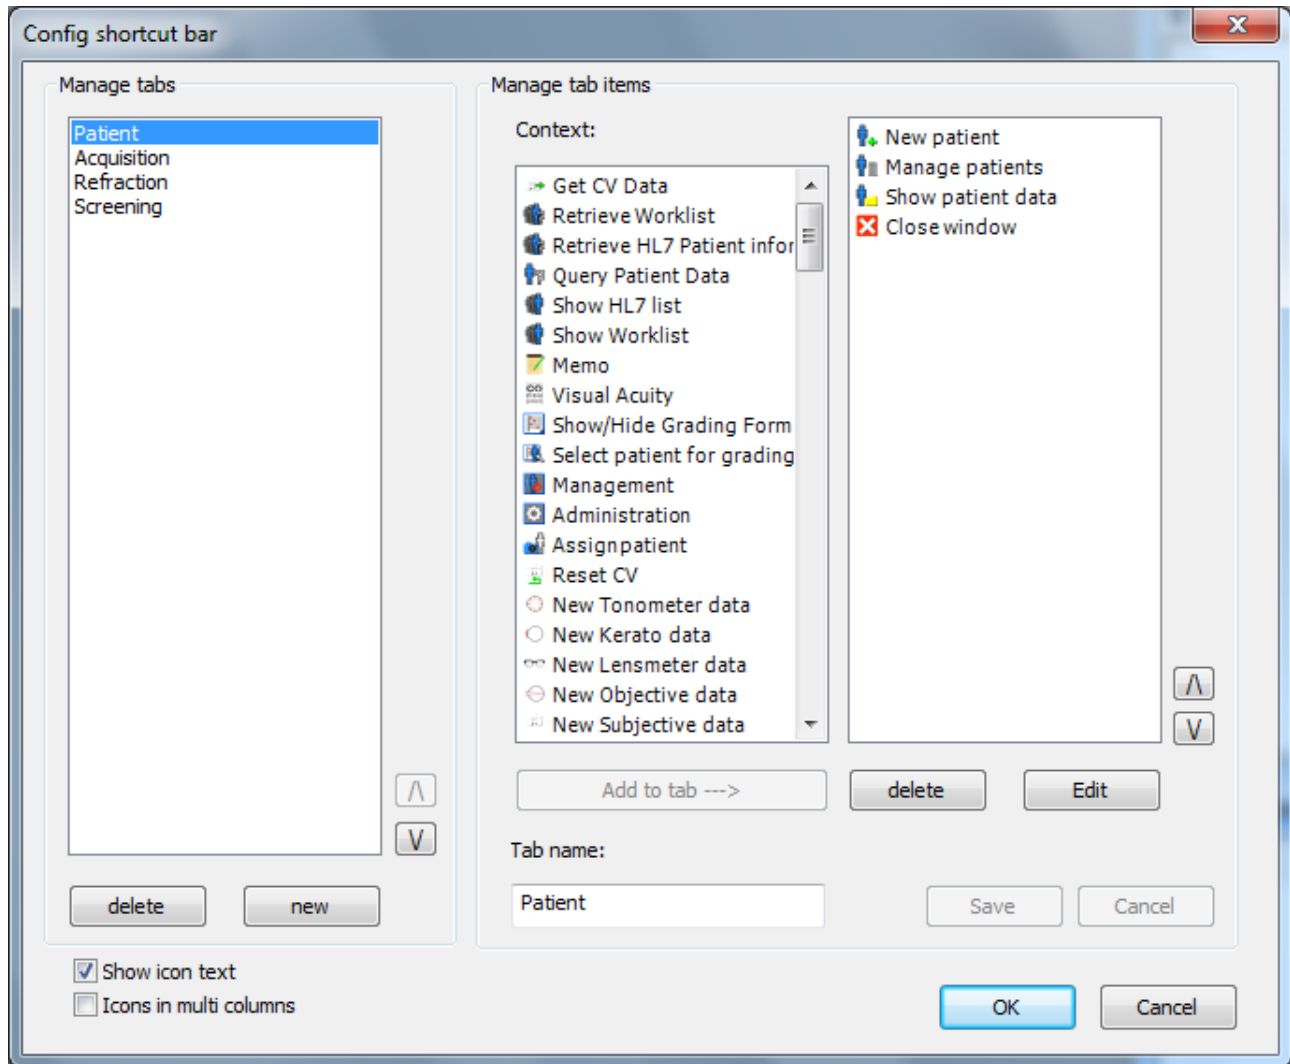 Config shortcut bar
X
Manage tabs
Patient
Acquisition
Refraction
Screening
/\
\/
delete
new
Manage tab items
Context:
Get CV Data
Retrieve Worklist
Retrieve HL7 Patient infor
Query Patient Data
Show HL7 list
Show Worklist
Memo
Visual Acuity
Show/Hide Grading Form
Select patient for grading
Management
Administration
Assign patient
Reset CV
New Tonometer data
New Kerato data
New Lensmeter data
New Objective data
New Subjective data
New patient
Manage patients
Show patient data
Close window
/\
\/
Add to tab --->
delete
Edit
Tab name:
Patient
Save
Cancel
Show icon text
Icons in multi columns
OK
Cancel